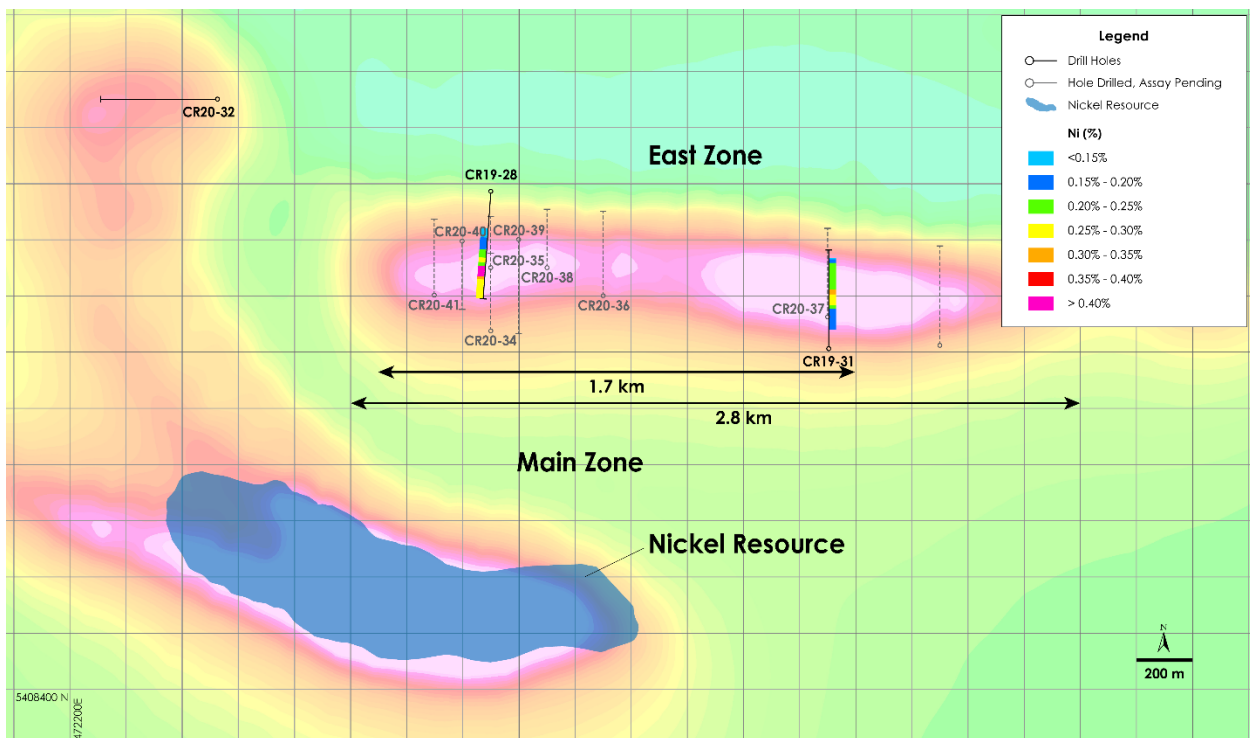 Legend
Drill Holes
Hole Drilled, Assay Pending
Nickel Resource
Ni (%)
<0.15%
0.15% - 0.20%
0.20% - 0.25%
0.25% - 0.30%
0.30% - 0.35%
0.35% - 0.40%
> 0.40%
CR20-32
East Zone
CR19-28
CR20-40
CR20-39
CR20-35
CR20-38
CR20-41
CR20-36
CR20-37
CR20-34
CR19-31
1.7 km
2.8 km
Main Zone
Nickel Resource
N
200 m
5408400 N
472200E